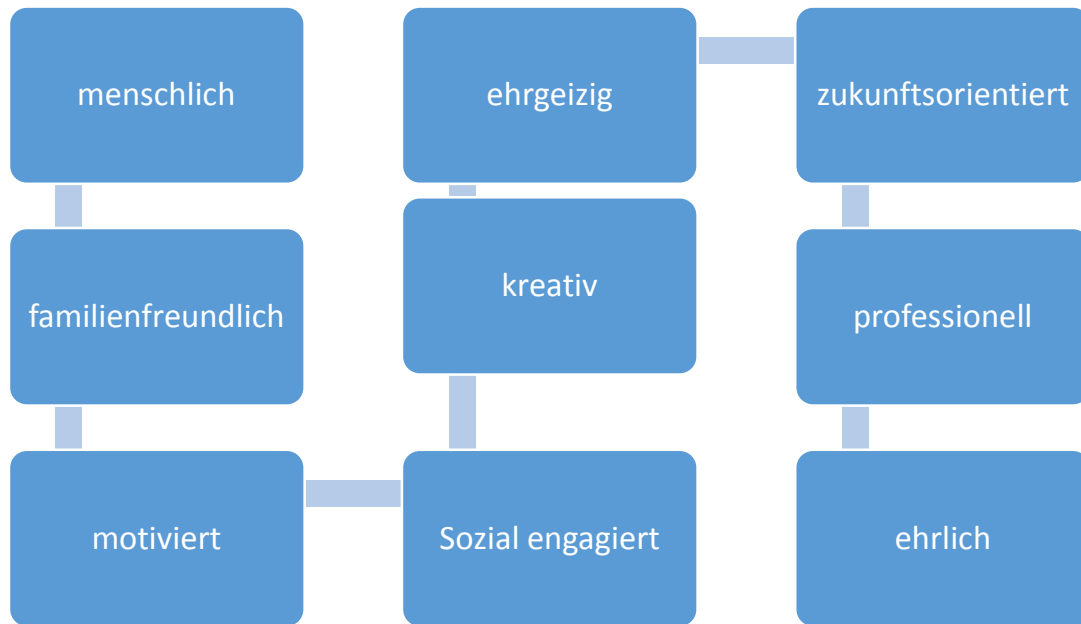 menschlich
familienfreundlich
motiviert
Sozial engagiert
kreativ
ehrgeizig
zukunftsorientiert
professionell
ehrlich